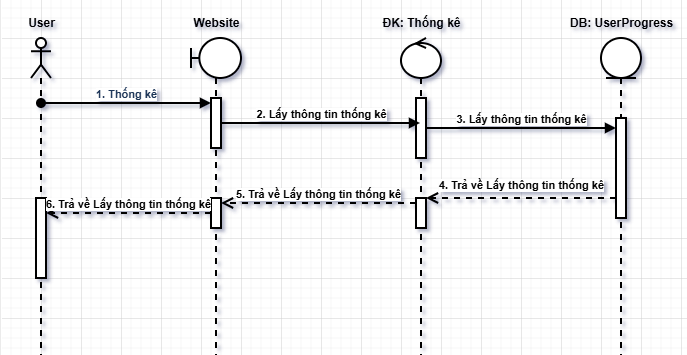 User
Website
ĐK: Thống kê
DB: UserProgress
1. Thống kê
2. Lấy thông tin thống kê
3. Lấy thông tin thống kê
4. Trả về Lấy thông tin thống kê
5. Trả về Lấy thông tin thống kê
6. Trả về Lấy thông tin thống kê